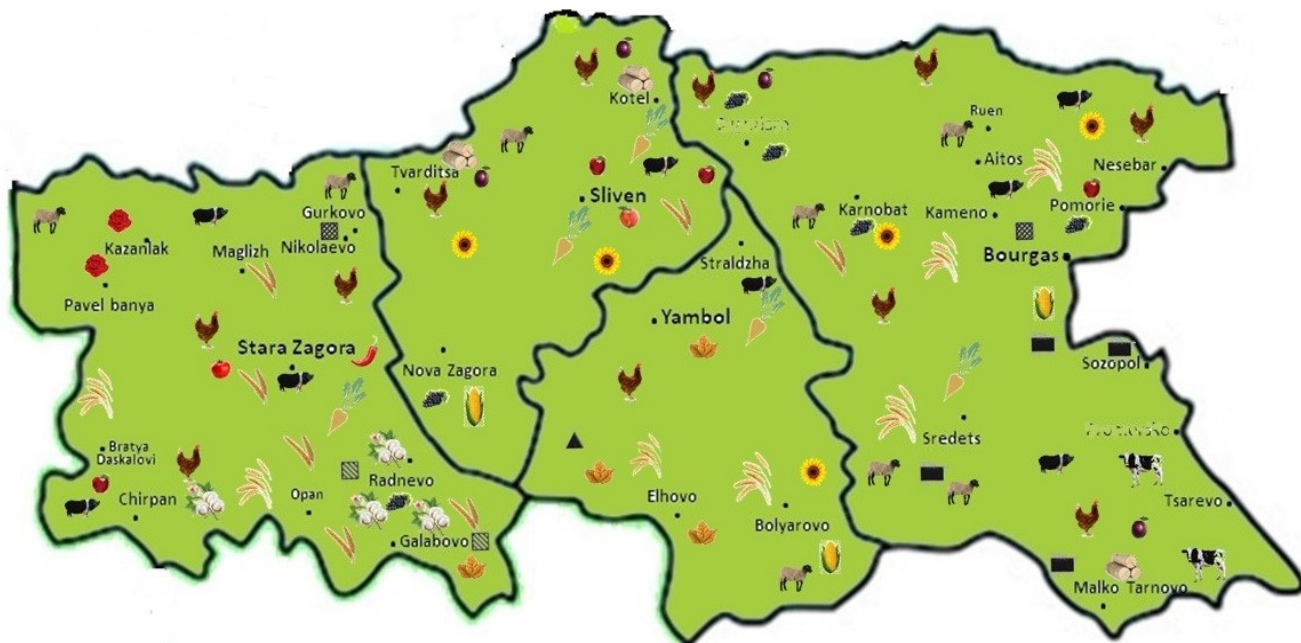 Kotel
Ruen
Tvarditsa
Aitos
Nesebar
Sliven
Gurkovo
Karnobat
Kameno
Pomorie
Kazanlak
Maglizh
Nikolaevo
Straldzha
Bourgas
Pavel banya
Yambol
Stara Zagora
Nova Zagora
Sozopol
Sredets
Bratya
Daskalovi
Radnevo
Chirpan
Opan
Elhovo
Bolyarovo
Tsarevo
Galabovo
Malko Tarnovo